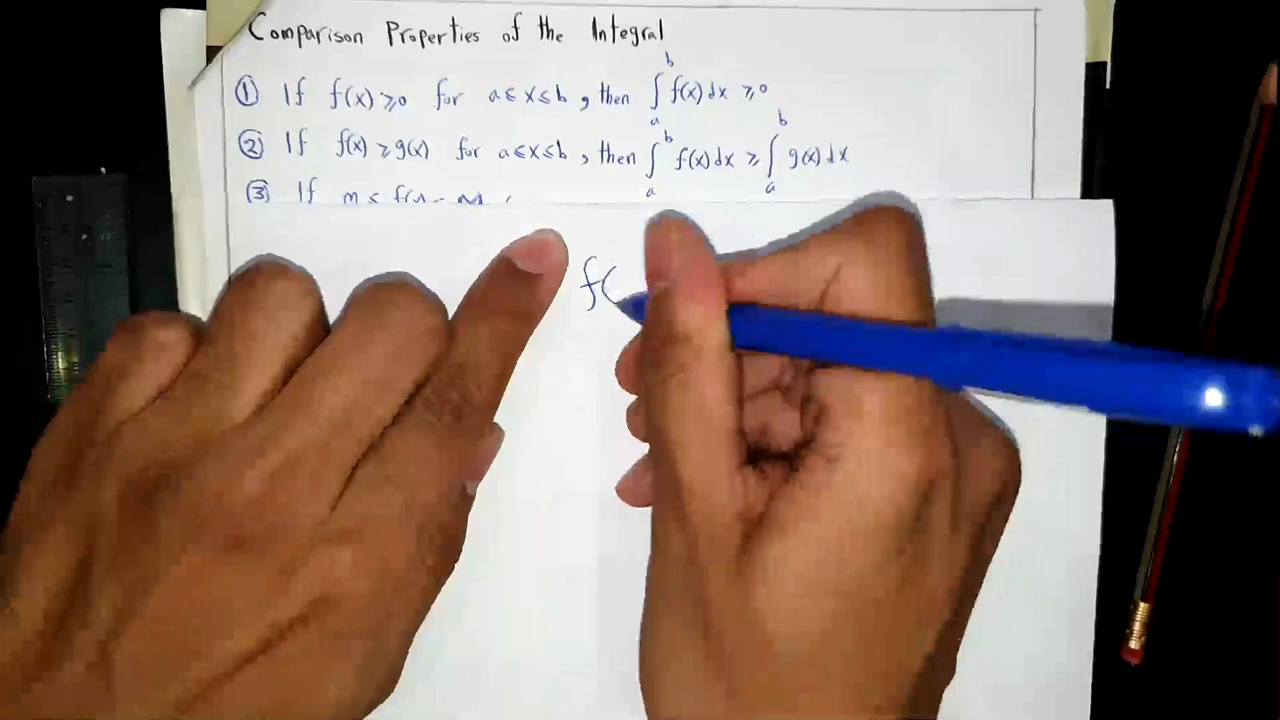 Comparison Properties of the Integral
① If f(x) ⩾ 0 for a ⩽ x ⩽ b , then ∫_a^b f(x) dx ⩾ 0
② If f(x) ⩾ g(x) for a ⩽ x ⩽ b , then ∫_a^b f(x) dx ⩾ ∫_a^b g(x) dx
③ If m ⩽ f(x)
f(